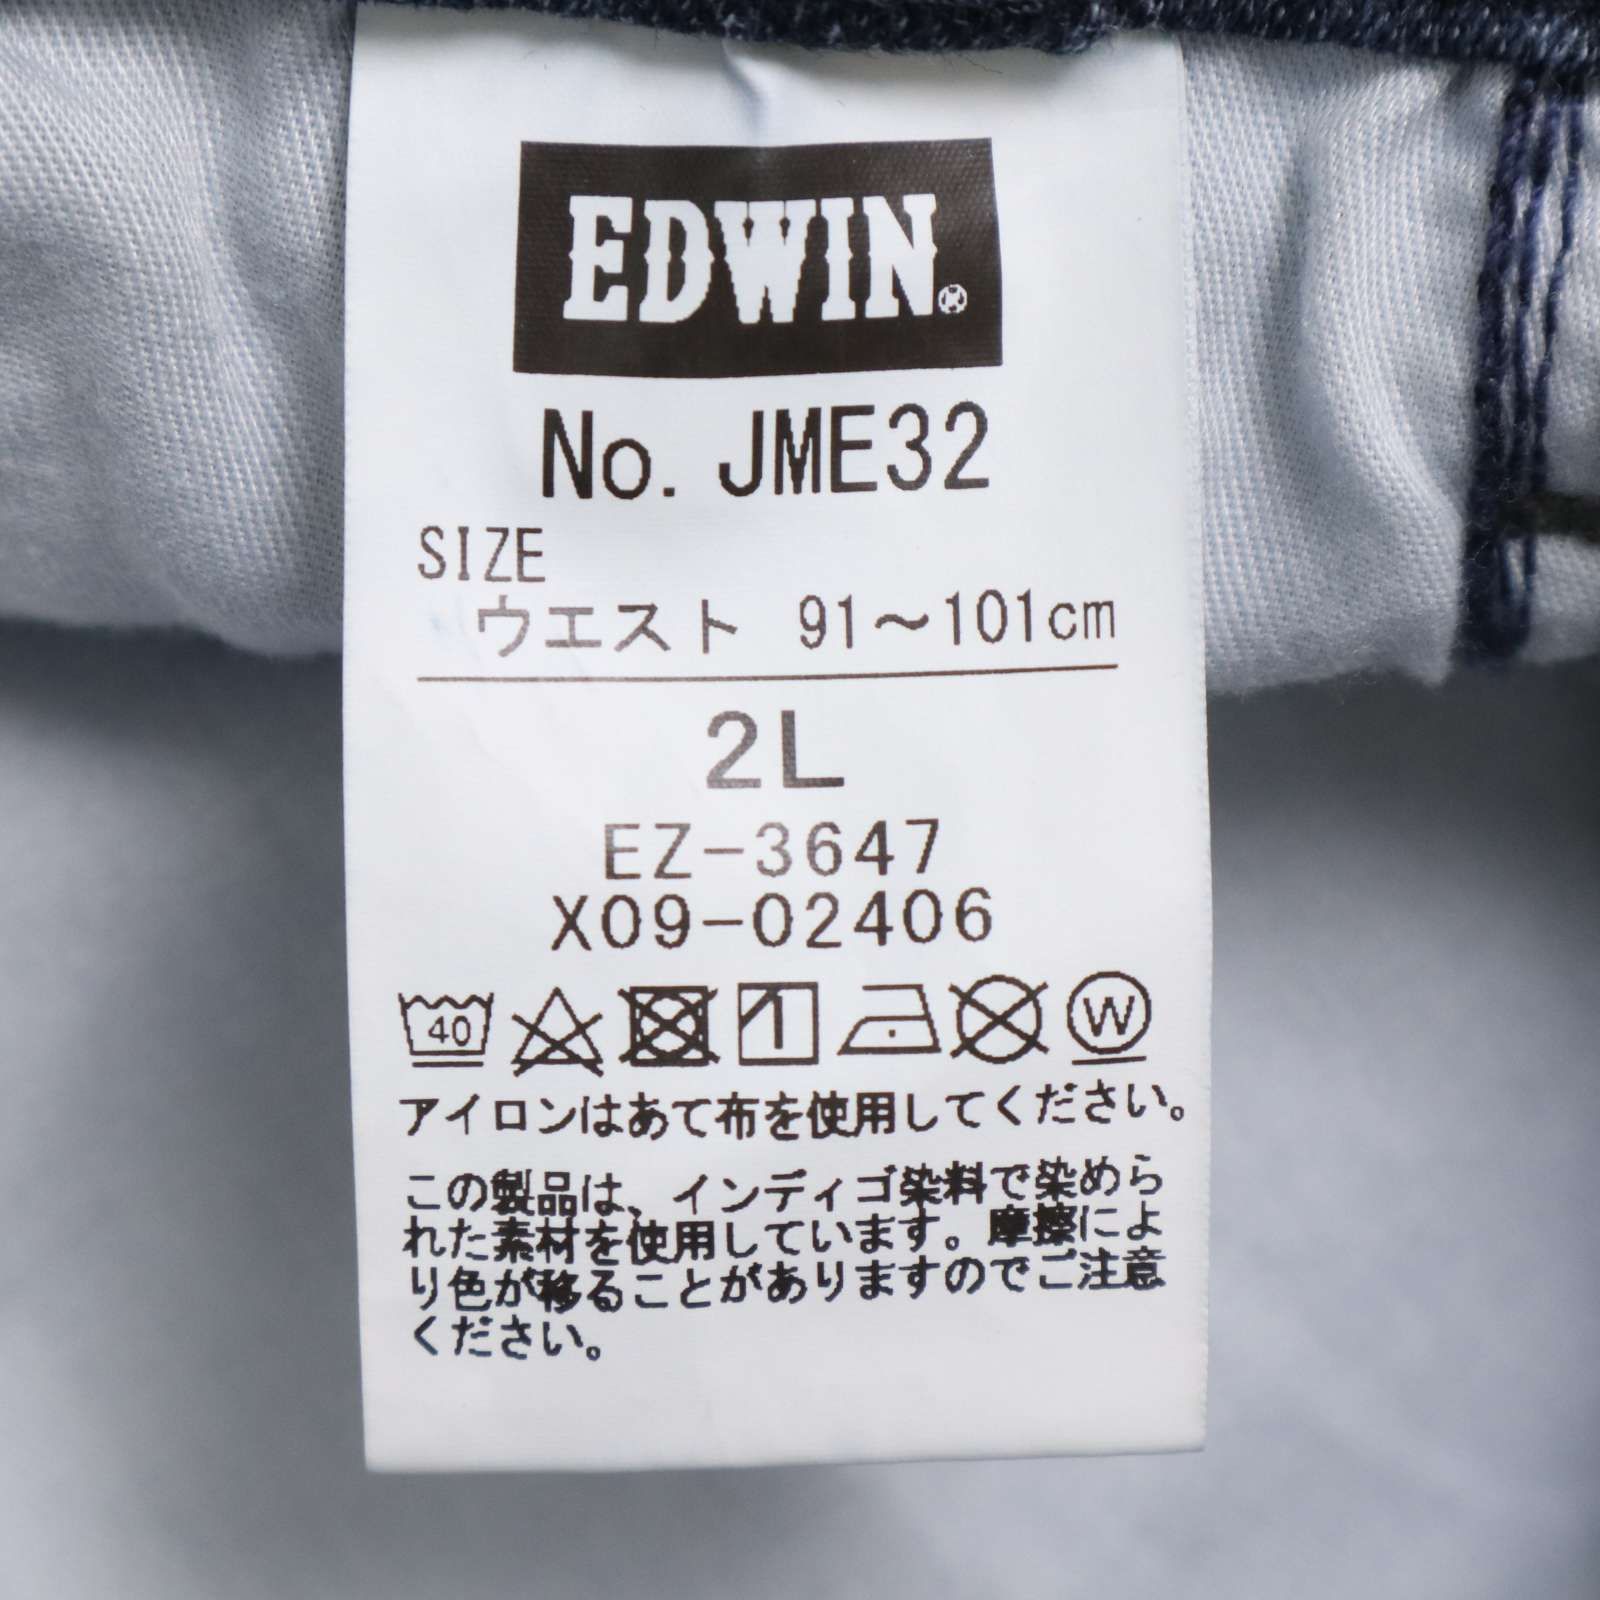 EDWIN®
No. JME32
SIZE
ウエスト 91〜101cm
2L
EZ-3647
X09-02406
40 W
アイロンはあて布を使用してください。
この製品は、インディゴ染料で染めら
れた素材を使用しています。摩擦によ
り色が移ることがありますのでご注意
ください。